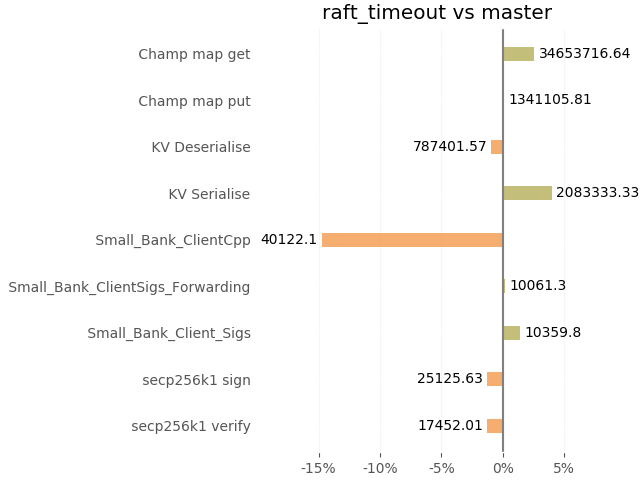 raft_timeout vs master
Champ map get 34653716.64
Champ map put 1341105.81
KV Deserialise 787401.57
KV Serialise 2083333.33
Small_Bank_ClientCpp 40122.1
Small_Bank_ClientSigs_Forwarding 10061.3
Small_Bank_Client_Sigs 10359.8
secp256k1 sign 25125.63
secp256k1 verify 17452.01
-15% -10% -5% 0% 5%